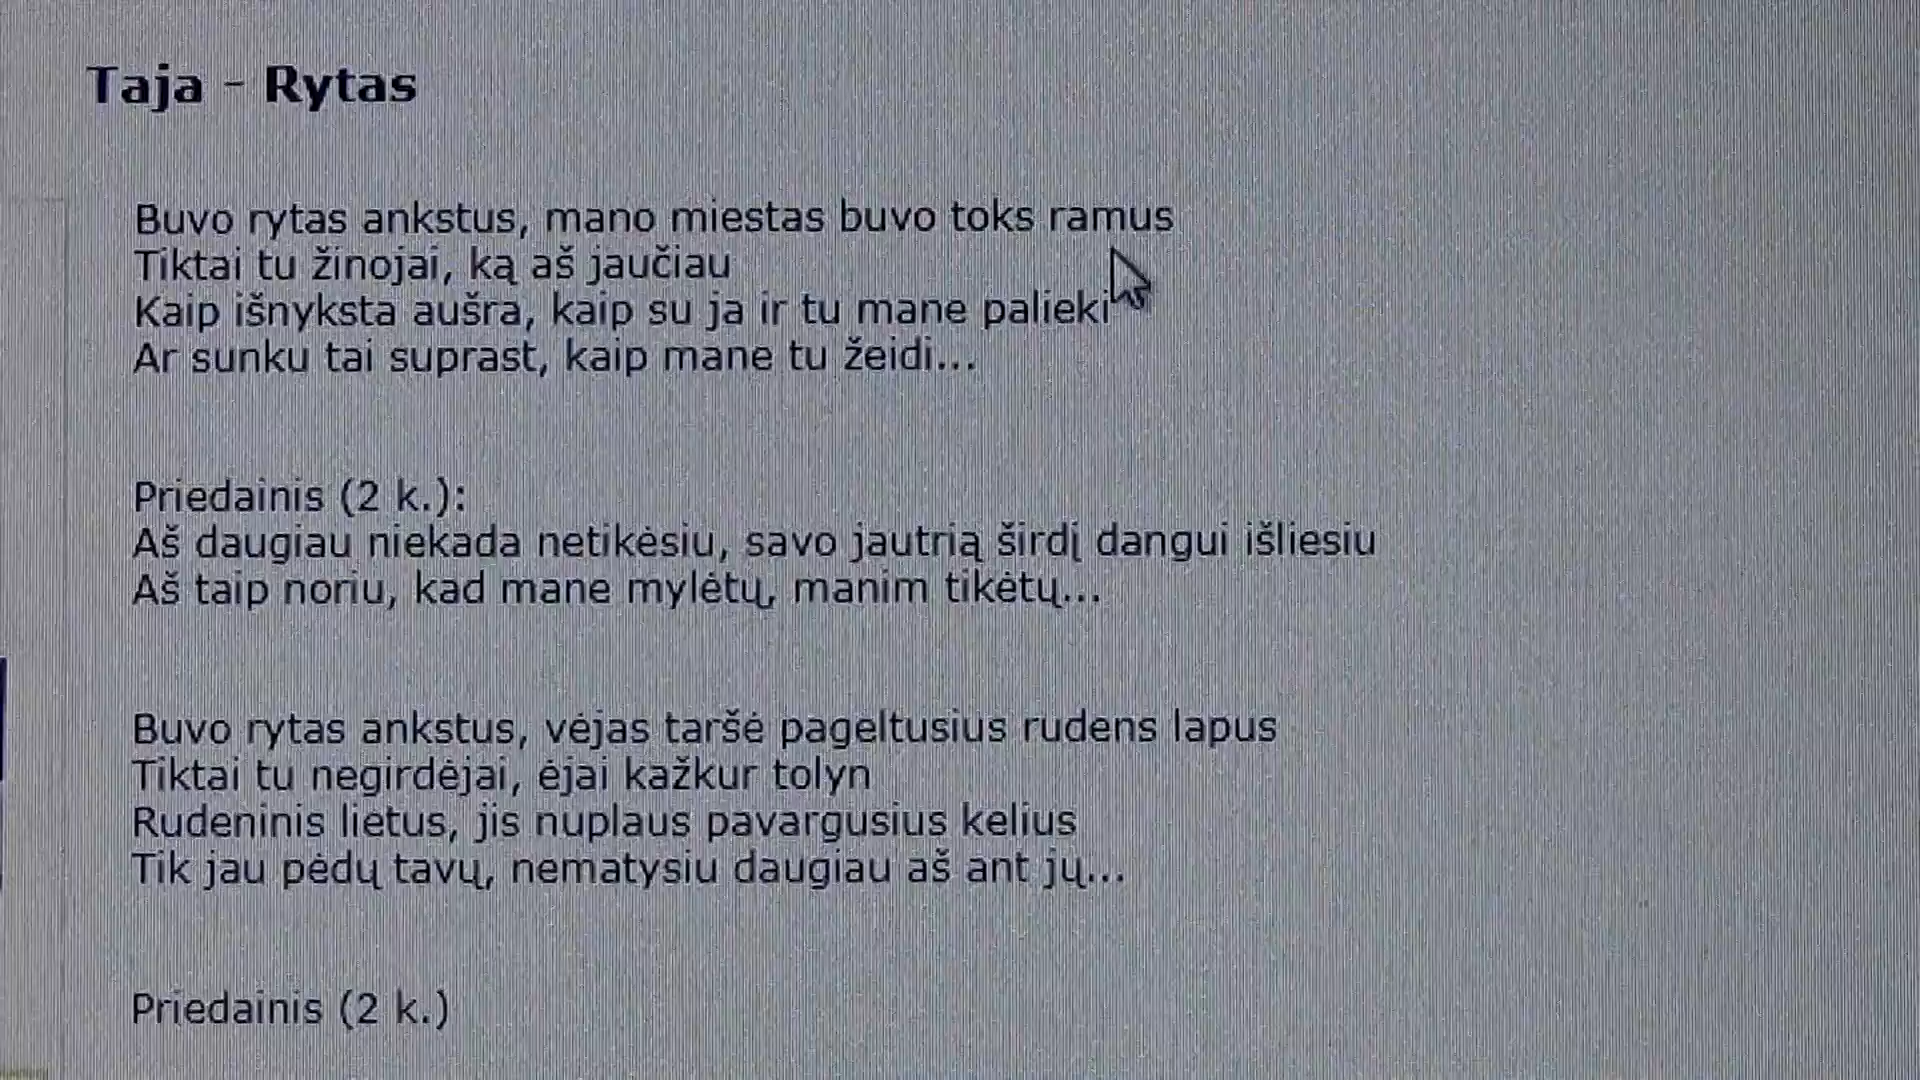 Taja - Rytas
Buvo rytas ankstus, mano miestas buvo toks ramus
Tiktai tu žinojai, ką aš jaučiau
Kaip išnyksta aušra, kaip su ja ir tu mane palieki
Ar sunku tai suprast, kaip mane tu žeidi...
Priedainis (2 k.):
Aš daugiau niekada netikėsiu, savo jautrią širdį dangui išliesiu
Aš taip noriu, kad mane mylėtų, manim tikėtų...
Buvo rytas ankstus, vėjas taršė pageltusius rudens lapus
Tiktai tu negirdėjai, ėjai kažkur tolyn
Rudeninis lietus, jis nuplaus pavargusius kelius
Tik jau pėdų tavų, nematysiu daugiau aš ant jų...
Priedainis (2 k.)